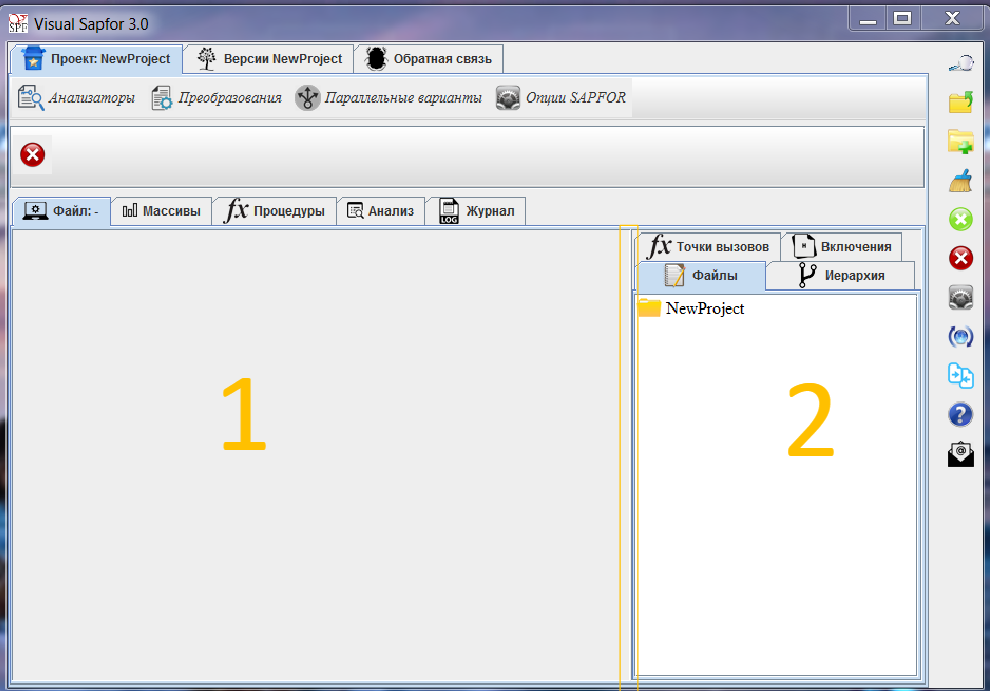 SPF Visual Sapfor 3.0
Проект: NewProject Версии NewProject Обратная связь
Анализаторы Преобразования Параллельные варианты Опции SAPFOR
Файл: - Массивы fx Процедуры Анализ LOG Журнал
fx Точки вызовов H Включения
Файлы Иерархия
NewProject
1 2
?
@